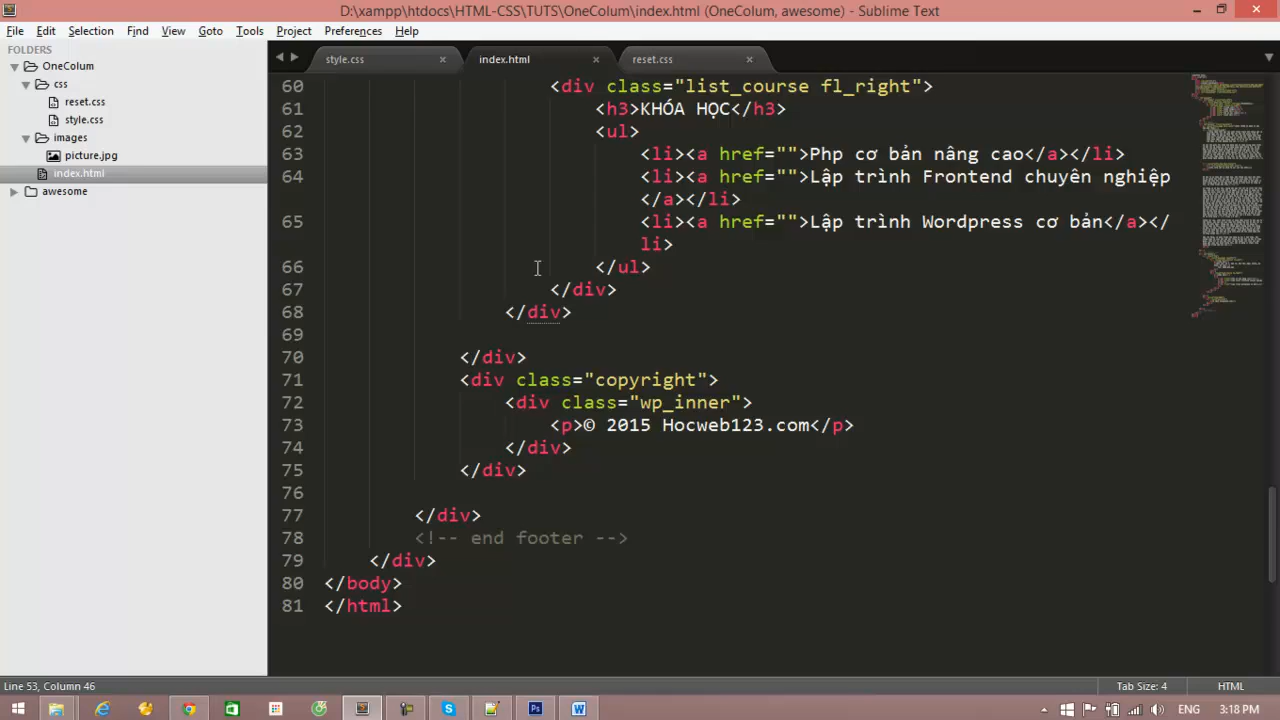 D:\xampp\htdocs\HTML-CSS\TUTS\OneColum\index.html (OneColum, awesome) - Sublime Text
File Edit Selection Find View Goto Tools Project Preferences Help
FOLDERS
OneColum
css
reset.css
style.css
images
picture.jpg
index.html
awesome
style.css index.html reset.css
60 <div class="list_course fl_right">
61 <h3>KHÓA HỌC</h3>
62 <ul>
63 <li><a href="">Php cơ bản nâng cao</a></li>
64 <li><a href="">Lập trình Frontend chuyên nghiệp
</a></li>
65 <li><a href="">Lập trình Wordpress cơ bản</a></
li>
66 </ul>
67 </div>
68 </div>
69
70 </div>
71 <div class="copyright">
72 <div class="wp_inner">
73 <p>© 2015 Hocweb123.com</p>
74 </div>
75 </div>
76
77 </div>
78 <!-- end footer -->
79 </div>
80 </body>
81 </html>
Line 53, Column 46 Tab Size: 4 HTML
ENG 3:18 PM